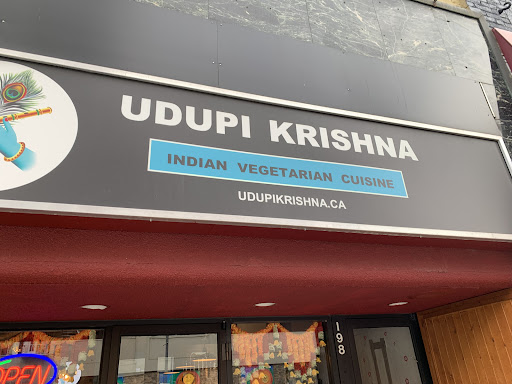 UDUPI KRISHNA
INDIAN VEGETARIAN CUISINE
UDUPIKRISHNA.CA
198
OPEN